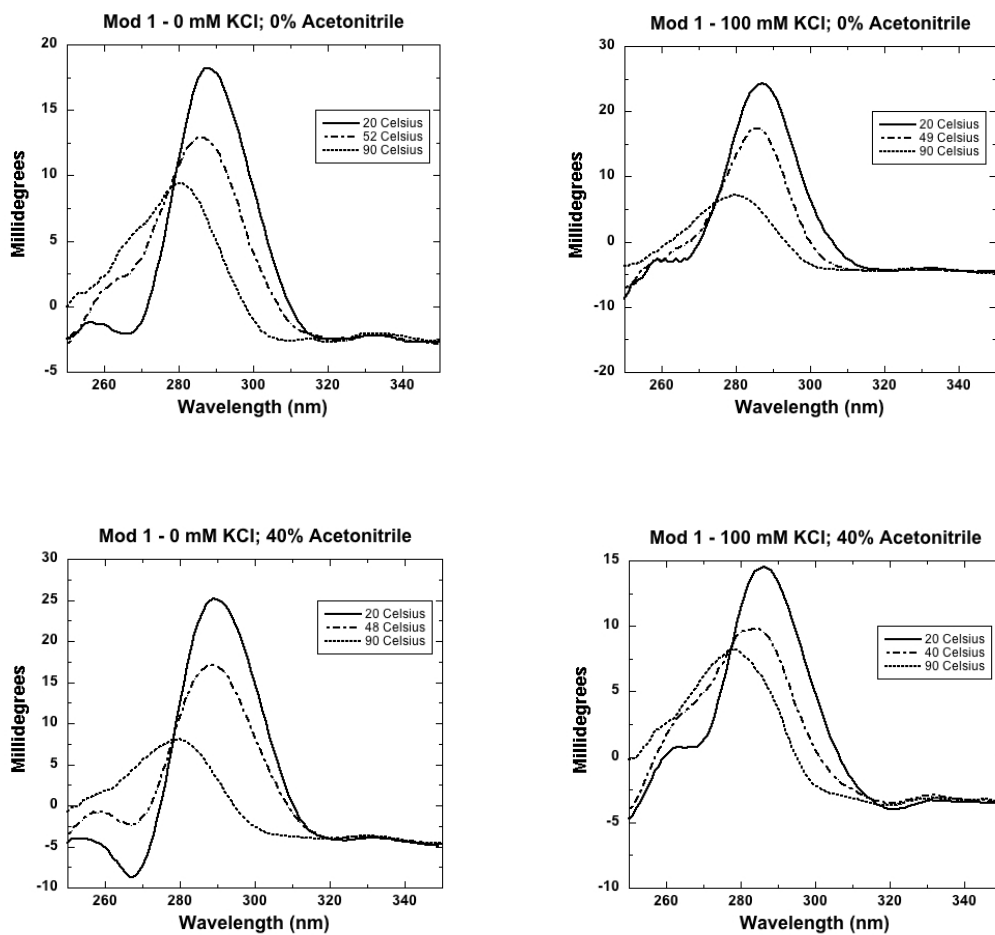 Mod 1 - 0 mM KCl; 0% Acetonitrile
20
15
10
5
0
-5
Millidegrees
20 Celsius
52 Celsius
90 Celsius
260 280 300 320 340
Wavelength (nm)
Mod 1 - 100 mM KCl; 0% Acetonitrile
30
20
10
0
-10
-20
Millidegrees
20 Celsius
49 Celsius
90 Celsius
260 280 300 320 340
Wavelength (nm)
Mod 1 - 0 mM KCl; 40% Acetonitrile
30
25
20
15
10
5
0
-5
-10
Millidegrees
20 Celsius
48 Celsius
90 Celsius
260 280 300 320 340
Wavelength (nm)
Mod 1 - 100 mM KCl; 40% Acetonitrile
15
10
5
0
-5
-10
Millidegrees
20 Celsius
40 Celsius
90 Celsius
260 280 300 320 340
Wavelength (nm)